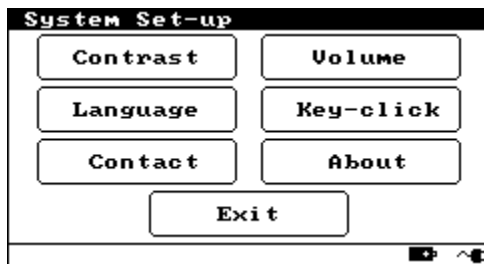 System Set-up
Contrast Volume
Language Key-click
Contact About
Exit